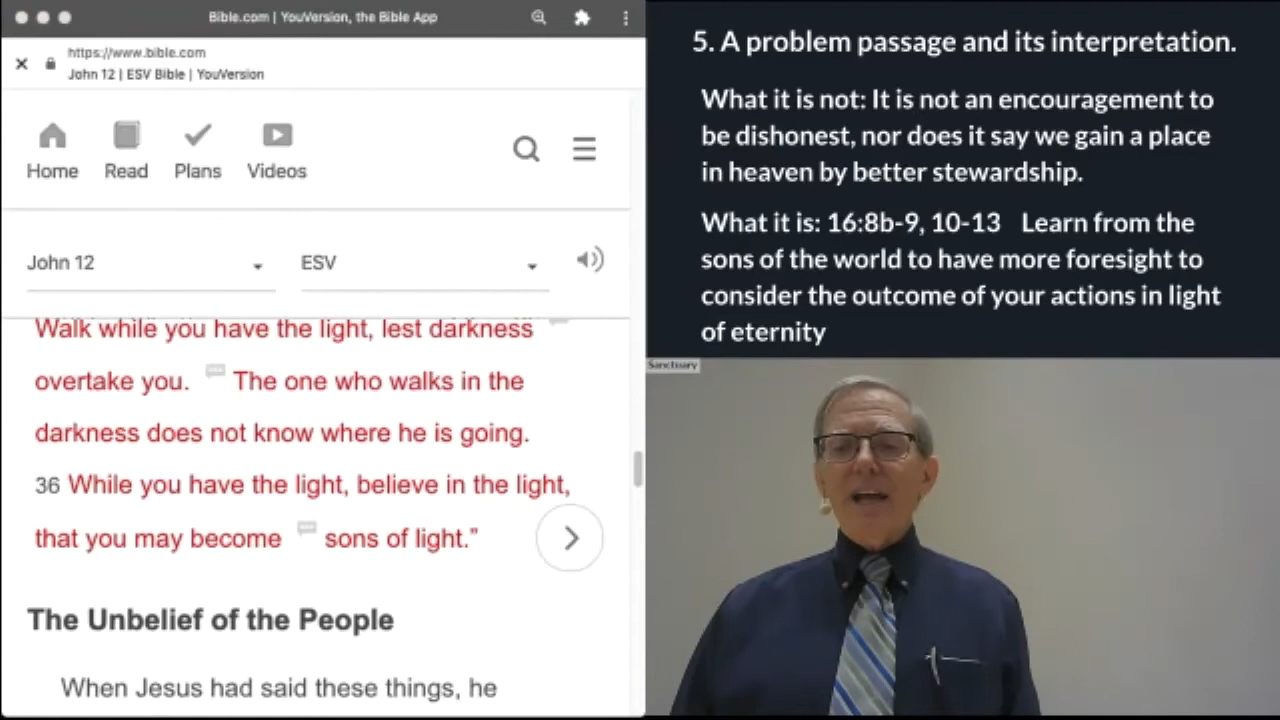 Bible.com | YouVersion, the Bible App
https://www.bible.com
John 12 | ESV Bible | YouVersion
Home Read Plans Videos
John 12 ESV
Walk while you have the light, lest darkness
overtake you. The one who walks in the
darkness does not know where he is going.
36 While you have the light, believe in the light,
that you may become sons of light.”
The Unbelief of the People
When Jesus had said these things, he
5. A problem passage and its interpretation.
What it is not: It is not an encouragement to
be dishonest, nor does it say we gain a place
in heaven by better stewardship.
What it is: 16:8b-9, 10-13 Learn from the
sons of the world to have more foresight to
consider the outcome of your actions in light
of eternity
Sanctuary